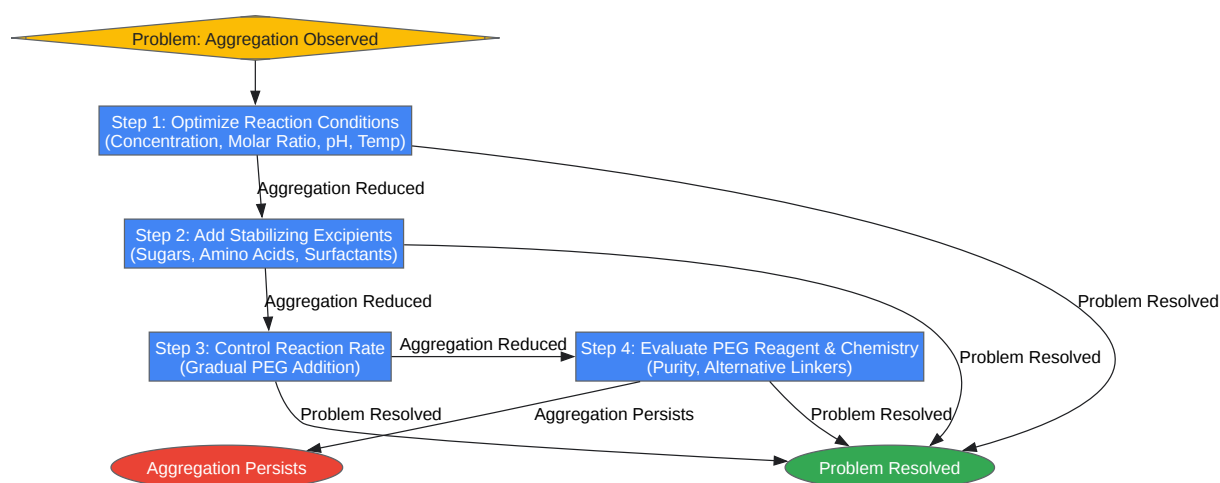 Problem: Aggregation Observed
Step 1: Optimize Reaction Conditions
(Concentration, Molar Ratio, pH, Temp)
Aggregation Reduced
Step 2: Add Stabilizing Excipients
(Sugars, Amino Acids, Surfactants)
Aggregation Reduced
Problem Resolved
Step 3: Control Reaction Rate
(Gradual PEG Addition)
Aggregation Reduced
Step 4: Evaluate PEG Reagent & Chemistry
(Purity, Alternative Linkers)
Problem Resolved
Problem Resolved
Aggregation Persists
Problem Resolved
Aggregation Persists
Problem Resolved